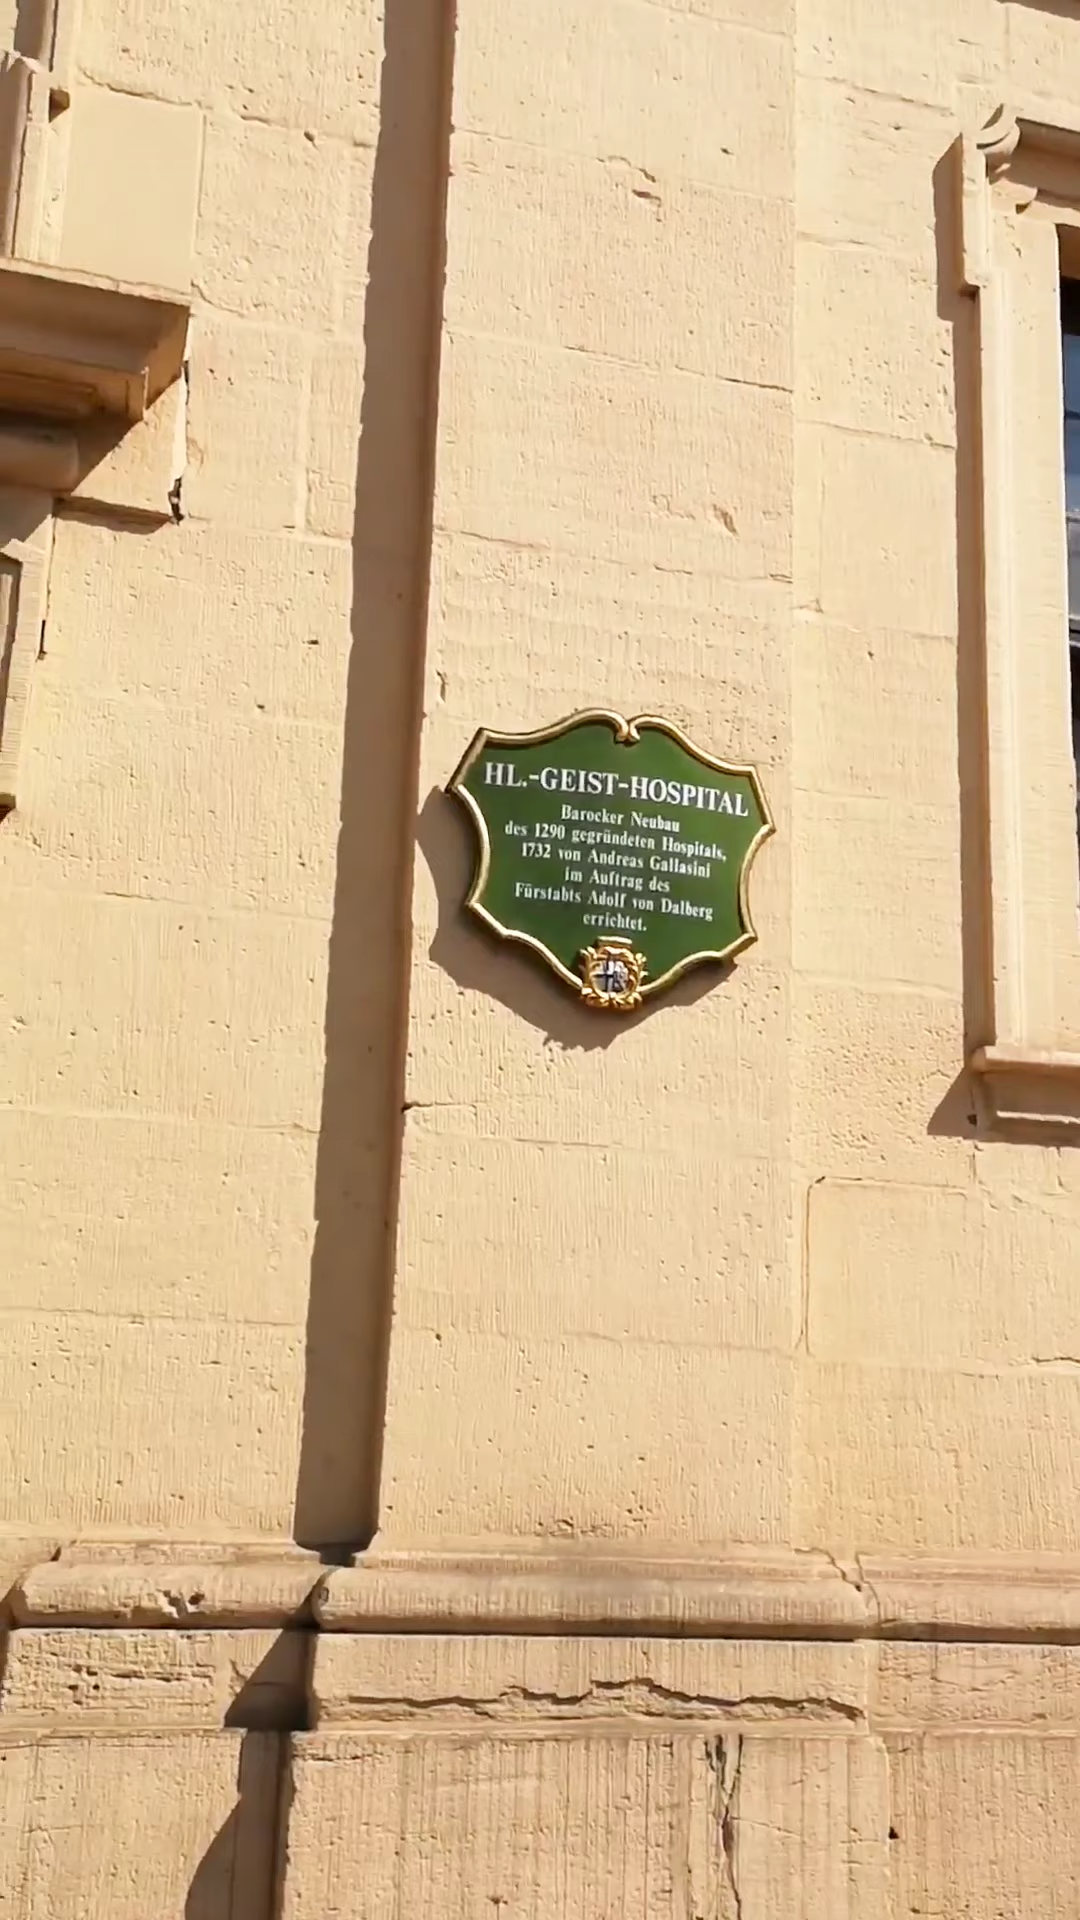 HL.-GEIST-HOSPITAL
Barocker Neubau
des 1290 gegründeten Hospitals,
1732 von Andreas Gallasini
im Auftrag des
Fürstabts Adolf von Dalberg
errichtet.